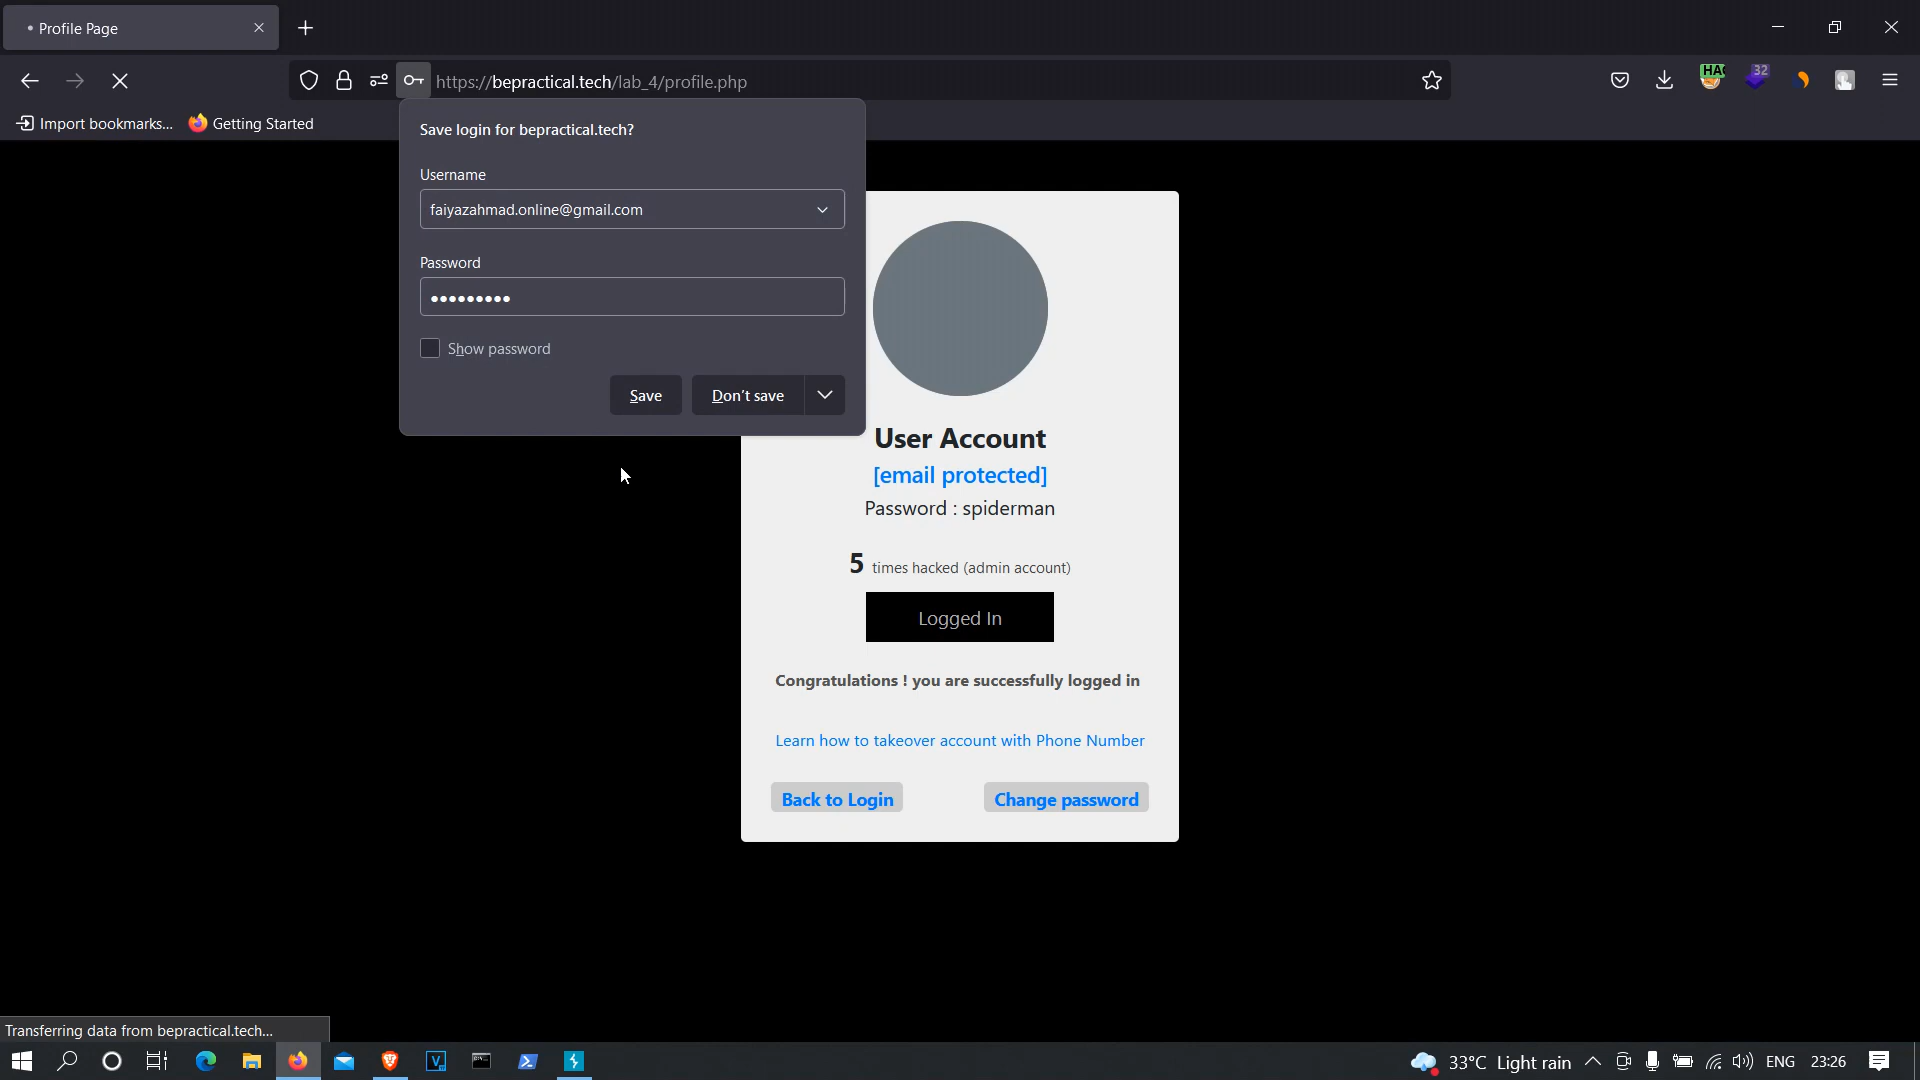 Profile Page
https://bepractical.tech/lab_4/profile.php
HAC
32
Import bookmarks...
Getting Started
Save login for bepractical.tech?
Username
faiyazahmad.online@gmail.com
Password
•••••••••
Show password
Save
Don't save
User Account
[email protected]
Password : spiderman
5 times hacked (admin account)
Logged In
Congratulations ! you are successfully logged in
Learn how to takeover account with Phone Number
Back to Login
Change password
Transferring data from bepractical.tech...
V
33°C Light rain
ENG
23:26